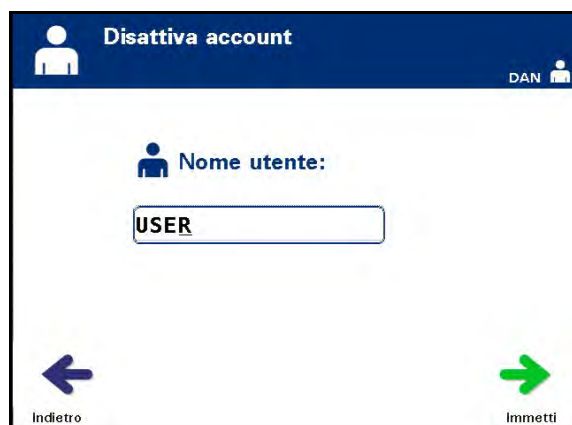 Disattiva account
DAN
Nome utente:
USER
Indietro
Immetti